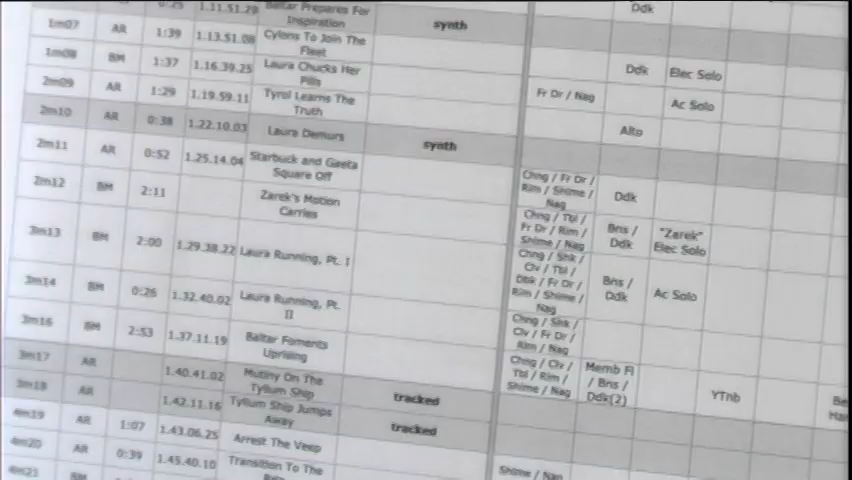 0:25 1.11.51.29 Baltar Prepares For Inspiration synth Ddk
1m07 AR 1:39 1.13.51.08 Cylons To Join The Fleet
1m08 BM 1:37 1.16.39.25 Laura Chucks Her Pills Ddk Elec Solo
2m09 AR 1:29 1.19.59.11 Tyrol Learns The Truth Fr Dr / Nag Ac Solo
2m10 AR 0:38 1.22.10.03 Laura Demurs synth Alto
2m11 AR 0:52 1.25.14.04 Starbuck and Gaeta Square Off
2m12 BM 2:11 Zarek's Motion Carries Chng / Fr Dr / Rim / Shime / Nag Ddk
3m13 BM 2:00 1.29.38.22 Laura Running, Pt. I Chng / Tbl / Fr Dr / Rim / Shime / Nag Bns / Ddk "Zarek" Elec Solo
3m14 BM 0:26 1.32.40.02 Laura Running, Pt. II Chng / Shk / Clv / Tbl / Dbk / Fr Dr / Rim / Shime / Nag Bns / Ddk Ac Solo
3m16 BM 2:53 1.37.11.19 Baltar Foments Uprising Chng / Shk / Clv / Fr Dr / Rim / Nag
3m17 AR 1.40.41.02 Mutiny On The Tylium Ship tracked Chng / Clv / Tbl / Rim / Shime / Nag Memb Fl / Bns / Ddk(2) YTnb
3m18 AR 1.42.11.16 Tylium Ship Jumps Away tracked
4m19 AR 1:07 1.43.06.25 Arrest The Veep
4m20 AR 0:39 1.45.40.10 Transition To The Shime / Nag
4m21